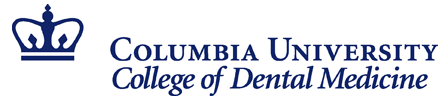 COLUMBIA UNIVERSITY
College of Dental Medicine